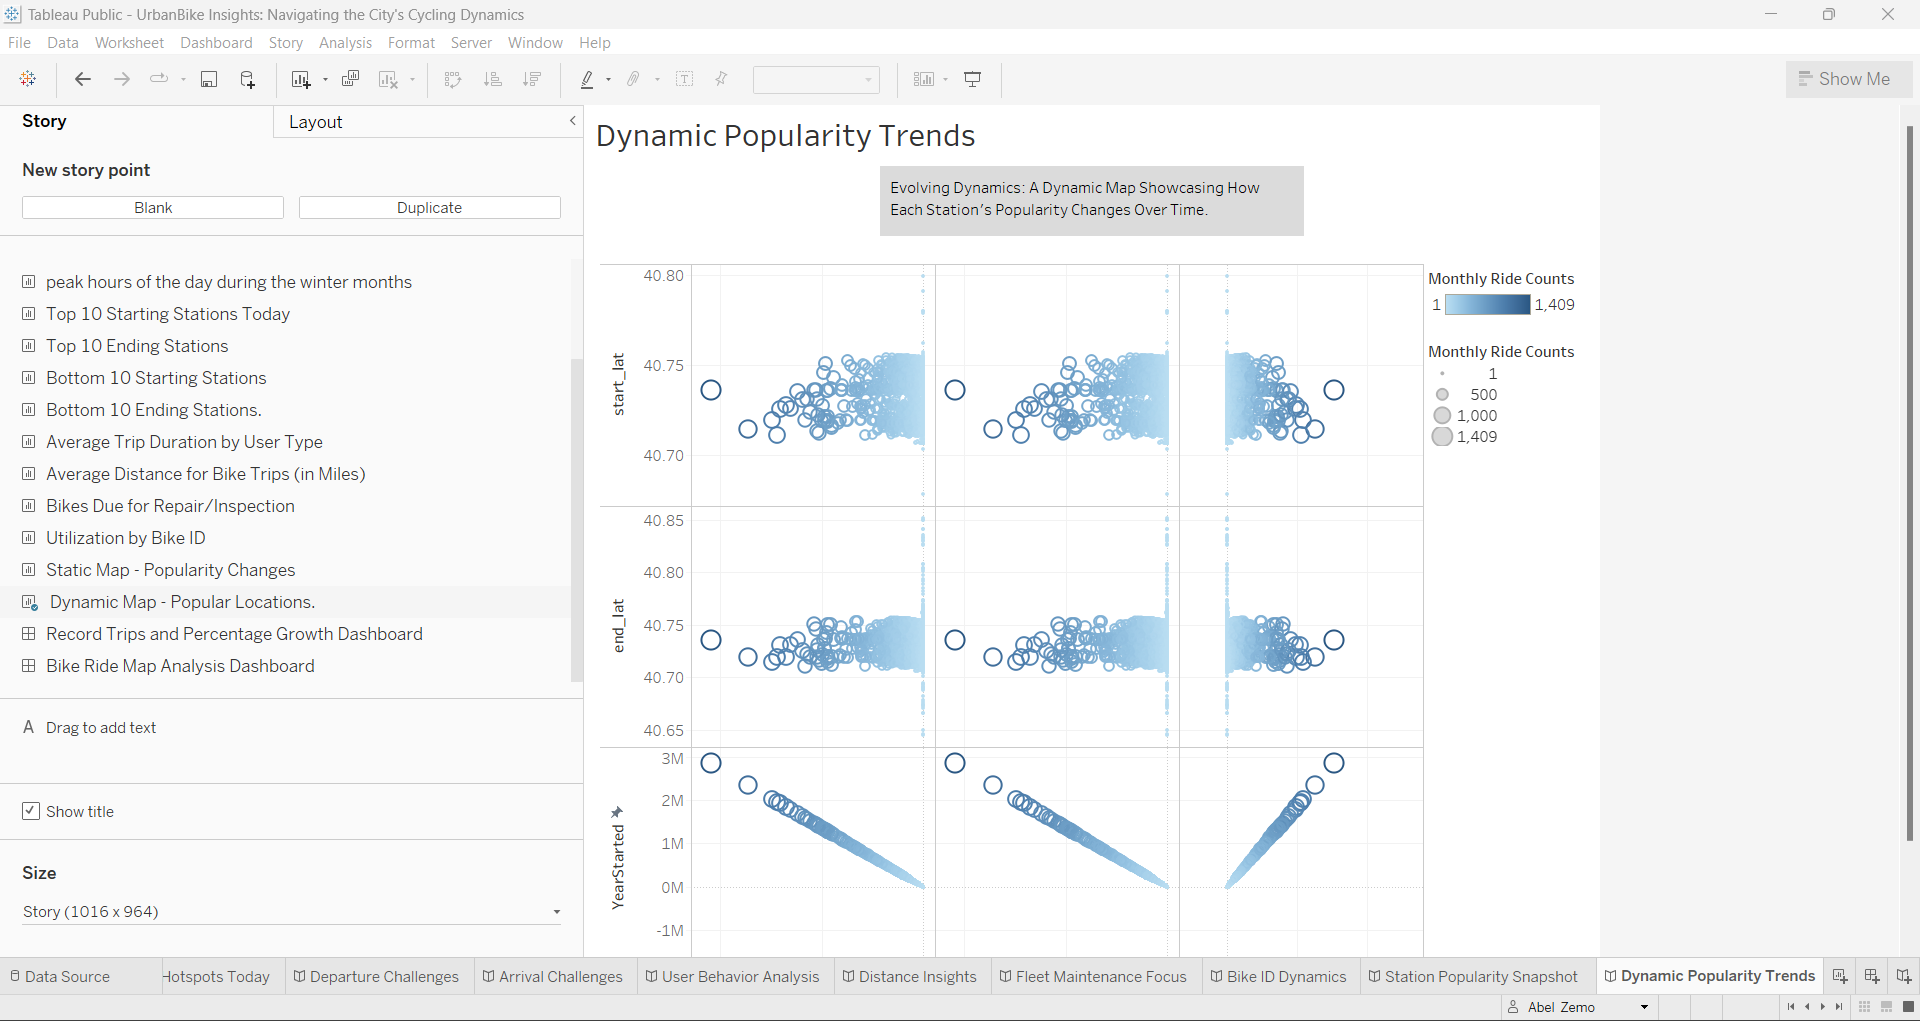 Tableau Public - UrbanBike Insights: Navigating the City's Cycling Dynamics
File Data Worksheet Dashboard Story Analysis Format Server Window Help
Show Me
Story
Layout
New story point
Blank
Duplicate
peak hours of the day during the winter months
Top 10 Starting Stations Today
Top 10 Ending Stations
Bottom 10 Starting Stations
Bottom 10 Ending Stations.
Average Trip Duration by User Type
Average Distance for Bike Trips (in Miles)
Bikes Due for Repair/Inspection
Utilization by Bike ID
Static Map - Popularity Changes
Dynamic Map - Popular Locations.
Record Trips and Percentage Growth Dashboard
Bike Ride Map Analysis Dashboard
A Drag to add text
Show title
Size
Story (1016 x 964)
Dynamic Popularity Trends
Evolving Dynamics: A Dynamic Map Showcasing How
Each Station's Popularity Changes Over Time.
start_lat
40.80
40.75
40.70
end_lat
40.85
40.80
40.75
40.70
40.65
YearStarted
3M
2M
1M
0M
-1M
Monthly Ride Counts
1 1,409
Monthly Ride Counts
1
500
1,000
1,409
Data Source
Hotspots Today
Departure Challenges
Arrival Challenges
User Behavior Analysis
Distance Insights
Fleet Maintenance Focus
Bike ID Dynamics
Station Popularity Snapshot
Dynamic Popularity Trends
Abel Zemo